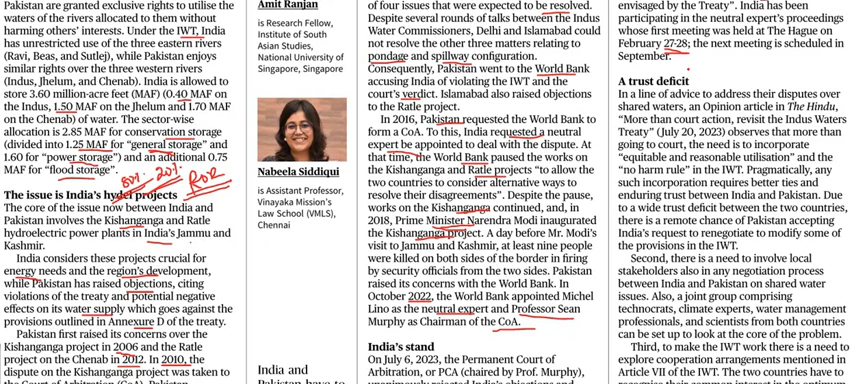 Pakistan are granted exclusive rights to utilise the
waters of the rivers allocated to them without
harming others' interests. Under the IWT, India
has unrestricted use of the three eastern rivers
(Ravi, Beas, and Sutlej), while Pakistan enjoys
similar rights over the three western rivers
(Indus, Jhelum, and Chenab). India is allowed to
store 3.60 million-acre feet (MAF) (0.40 MAF on
the Indus, 1.50 MAF on the Jhelum and 1.70 MAF
on the Chenab) of water. The sector-wise
allocation is 2.85 MAF for conservation storage
(divided into 1.25 MAF for "general storage" and
1.60 for "power storage") and an additional 0.75
MAF for "flood storage".
80% 20% ROR
The issue is India's hydel projects
The core of the issue now between India and
Pakistan involves the Kishanganga and Ratle
hydroelectric power plants in India's Jammu and
Kashmir.
India considers these projects crucial for
energy needs and the region's development,
while Pakistan has raised objections, citing
violations of the treaty and potential negative
effects on its water supply which goes against the
provisions outlined in Annexure D of the treaty.
Pakistan first raised its concerns over the
Kishanganga project in 2006 and the Ratle
project on the Chenab in 2012. In 2010, the
dispute on the Kishanganga project was taken to
Amit Ranjan
is Research Fellow,
Institute of South
Asian Studies,
National University of
Singapore, Singapore
Nabeela Siddiqui
is Assistant Professor,
Vinayaka Mission's
Law School (VMLS),
Chennai
India and
of four issues that were expected to be resolved.
Despite several rounds of talks between the Indus
Water Commissioners, Delhi and Islamabad could
not resolve the other three matters relating to
pondage and spillway configuration.
Consequently, Pakistan went to the World Bank
accusing India of violating the IWT and the
court's verdict. Islamabad also raised objections
to the Ratle project.
In 2016, Pakistan requested the World Bank to
form a CoA. To this, India requested a neutral
expert be appointed to deal with the dispute. At
that time, the World Bank paused the works on
the Kishanganga and Ratle projects "to allow the
two countries to consider alternative ways to
resolve their disagreements". Despite the pause,
works on the Kishanganga continued, and, in
2018, Prime Minister Narendra Modi inaugurated
the Kishanganga project. A day before Mr. Modi's
visit to Jammu and Kashmir, at least nine people
were killed on both sides of the border in firing
by security officials from the two sides. Pakistan
raised its concerns with the World Bank. In
October 2022, the World Bank appointed Michel
Lino as the neutral expert and Professor Sean
Murphy as Chairman of the CoA.
India's stand
On July 6, 2023, the Permanent Court of
Arbitration, or PCA (chaired by Prof. Murphy),
envisaged by the Treaty". India has been
participating in the neutral expert's proceedings
whose first meeting was held at The Hague on
February 27-28; the next meeting is scheduled in
September.
A trust deficit
In a line of advice to address their disputes over
shared waters, an Opinion article in The Hindu,
"More than court action, revisit the Indus Waters
Treaty" (July 20, 2023) observes that more than
going to court, the need is to incorporate
"equitable and reasonable utilisation" and the
"no harm rule" in the IWT. Pragmatically, any
such incorporation requires better ties and
enduring trust between India and Pakistan. Due
to a wide trust deficit between the two countries,
there is a remote chance of Pakistan accepting
India's request to renegotiate to modify some of
the provisions in the IWT.
Second, there is a need to involve local
stakeholders also in any negotiation process
between India and Pakistan on shared water
issues. Also, a joint group comprising
technocrats, climate experts, water management
professionals, and scientists from both countries
can be set up to look at the core of the problem.
Third, to make the IWT work there is a need to
explore cooperation arrangements mentioned in
Article VII of the IWT. The two countries have to